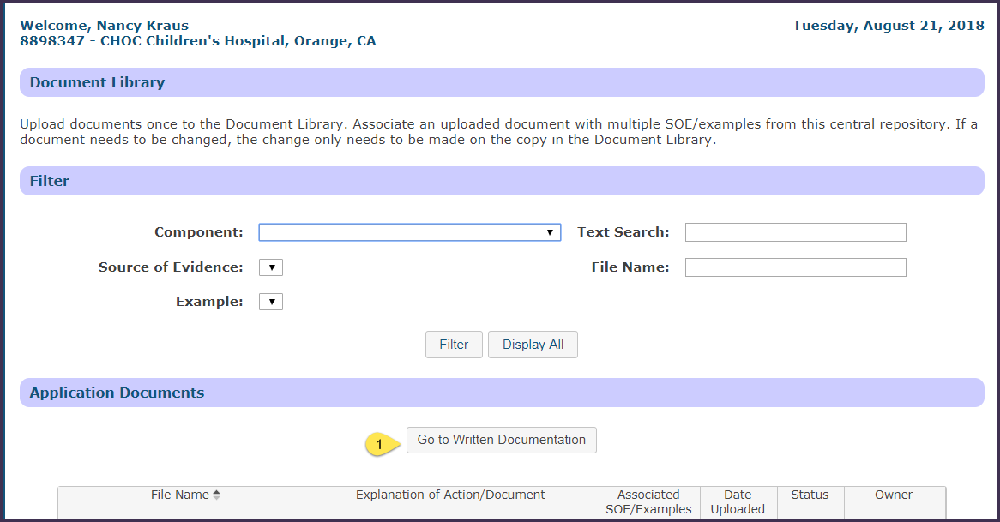 Welcome, Nancy Kraus
Tuesday, August 21, 2018
8898347 - CHOC Children's Hospital, Orange, CA
Document Library
Upload documents once to the Document Library. Associate an uploaded document with multiple SOE/examples from this central repository. If a
document needs to be changed, the change only needs to be made on the copy in the Document Library.
Filter
Component:
Text Search:
Source of Evidence:
File Name:
Example:
Filter
Display All
Application Documents
1
Go to Written Documentation
File Name
Explanation of Action/Document
Associated
SOE/Examples
Date
Uploaded
Status
Owner